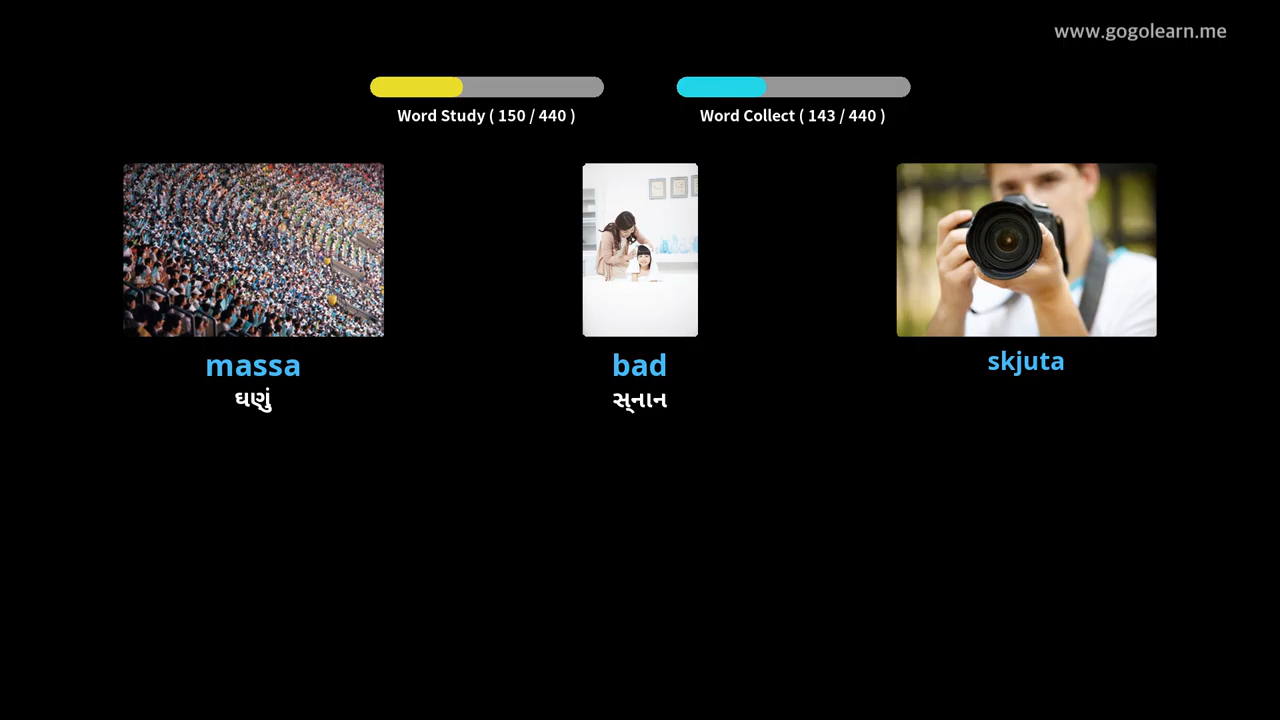 www.gogolearn.me
Word Study ( 150 / 440 )
Word Collect ( 143 / 440 )
massa
ઘણું
bad
સ્નાન
skjuta